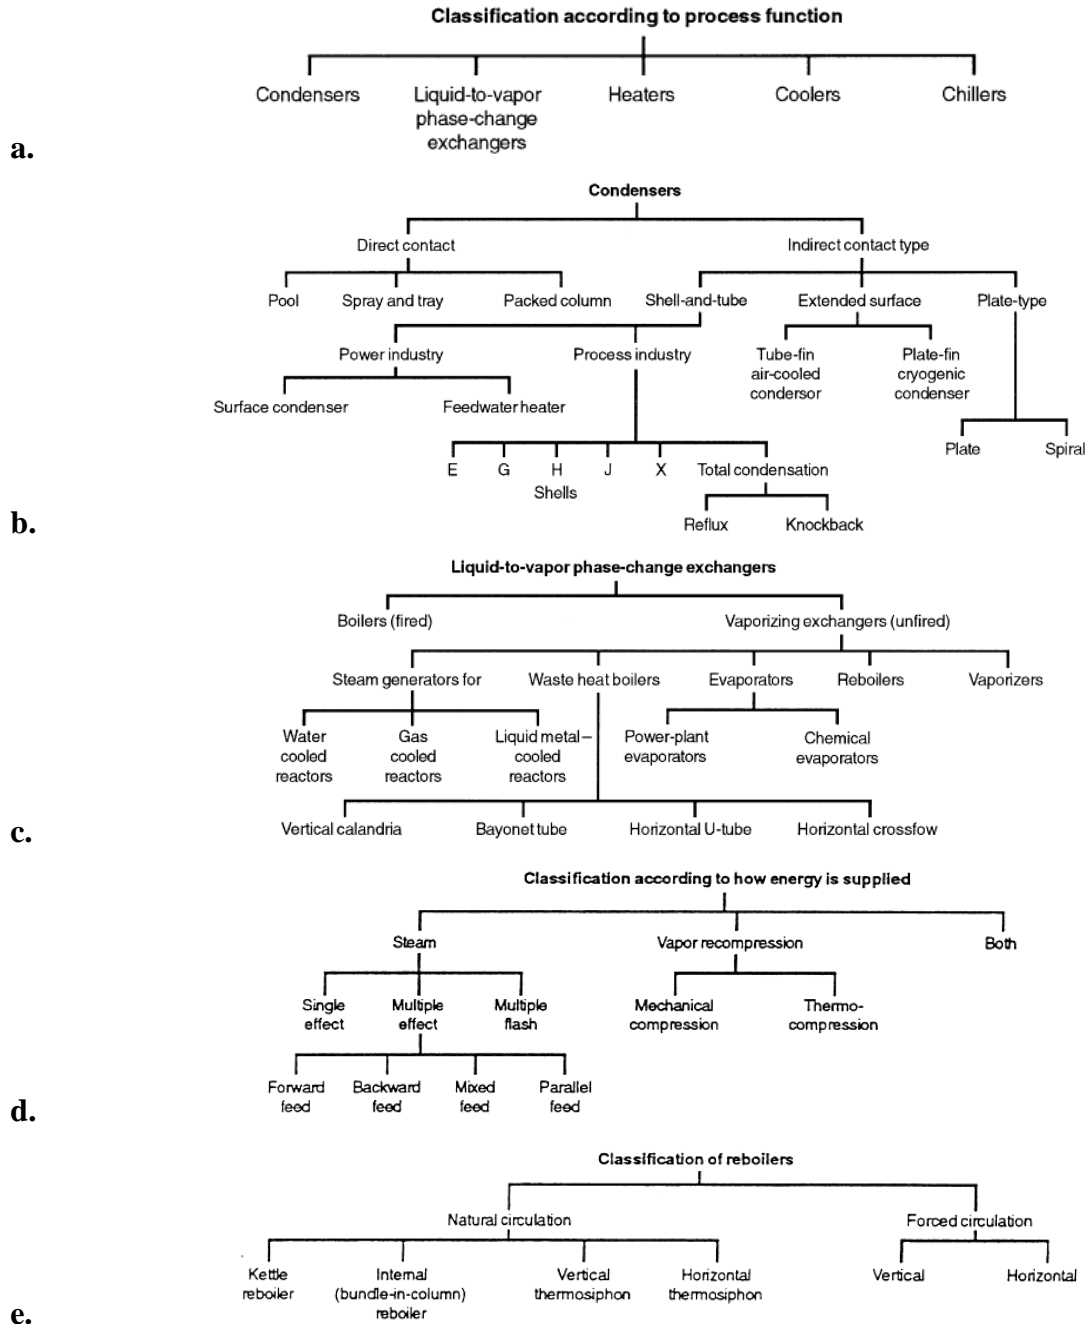 Classification according to process function
Condensers Liquid-to-vapor Heaters Coolers Chillers
phase-change
exchangers
a.
Condensers
Direct contact Indirect contact type
Pool Spray and tray Packed column Shell-and-tube Extended surface Plate-type
Power industry Process industry Tube-fin Plate-fin
air-cooled cryogenic
condersor condenser
Surface condenser Feedwater heater
Plate Spiral
E G H J X Total condensation
Shells
Reflux Knockback
b.
Liquid-to-vapor phase-change exchangers
Boilers (fired) Vaporizing exchangers (unfired)
Steam generators for Waste heat boilers Evaporators Reboilers Vaporizers
Water Gas Liquid metal– Power-plant Chemical
cooled cooled cooled evaporators evaporators
reactors reactors reactors
Vertical calandria Bayonet tube Horizontal U-tube Horizontal crossfow
c.
Classification according to how energy is supplied
Steam Vapor recompression Both
Single Multiple Multiple Mechanical Thermo-
effect effect flash compression compression
Forward Backward Mixed Parallel
feed feed feed feed
d.
Classification of reboilers
Natural circulation Forced circulation
Kettle Internal Vertical Horizontal Vertical Horizontal
reboiler (bundle-in-column) thermosiphon thermosiphon
reboiler
e.